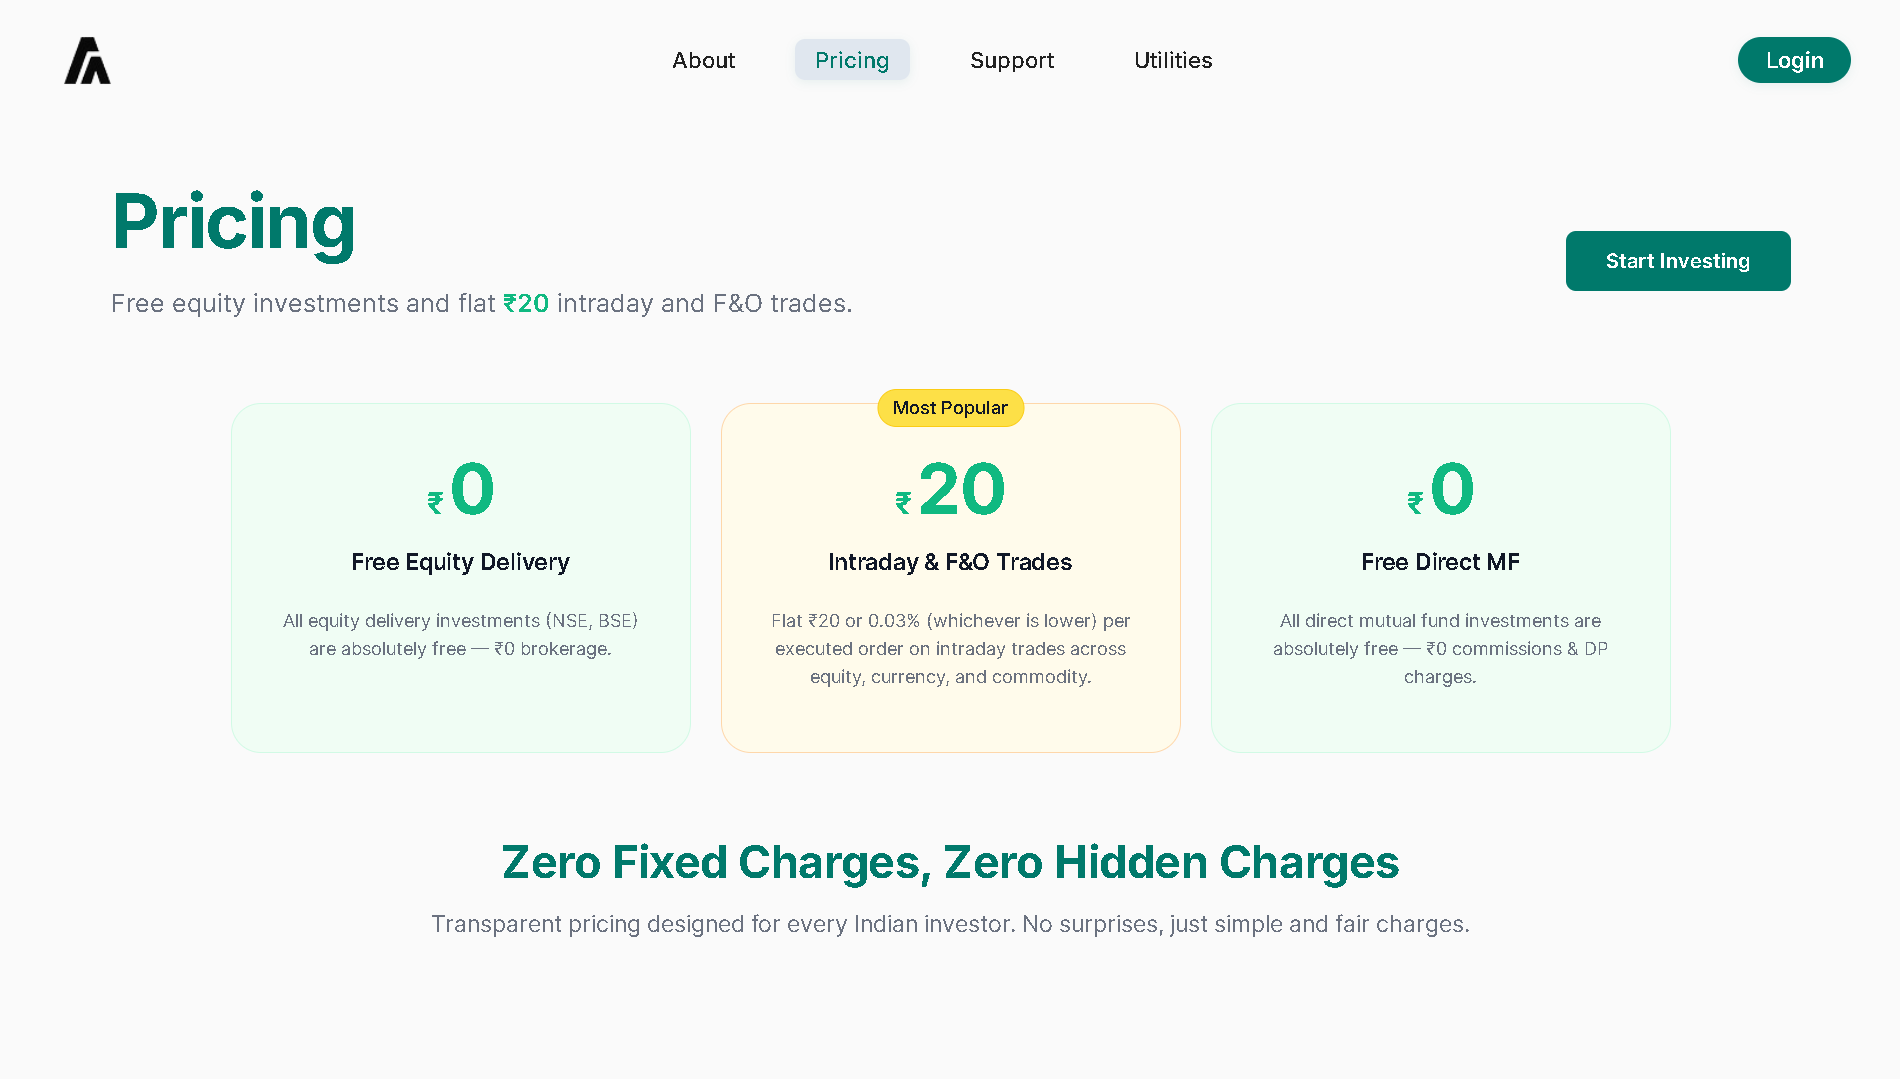 About
Pricing
Support
Utilities
Login
Pricing
Free equity investments and flat ₹20 intraday and F&O trades.
Start Investing
₹0
Free Equity Delivery
All equity delivery investments (NSE, BSE)
are absolutely free — ₹0 brokerage.
Most Popular
₹20
Intraday & F&O Trades
Flat ₹20 or 0.03% (whichever is lower) per
executed order on intraday trades across
equity, currency, and commodity.
₹0
Free Direct MF
All direct mutual fund investments are
absolutely free — ₹0 commissions & DP
charges.
Zero Fixed Charges, Zero Hidden Charges
Transparent pricing designed for every Indian investor. No surprises, just simple and fair charges.